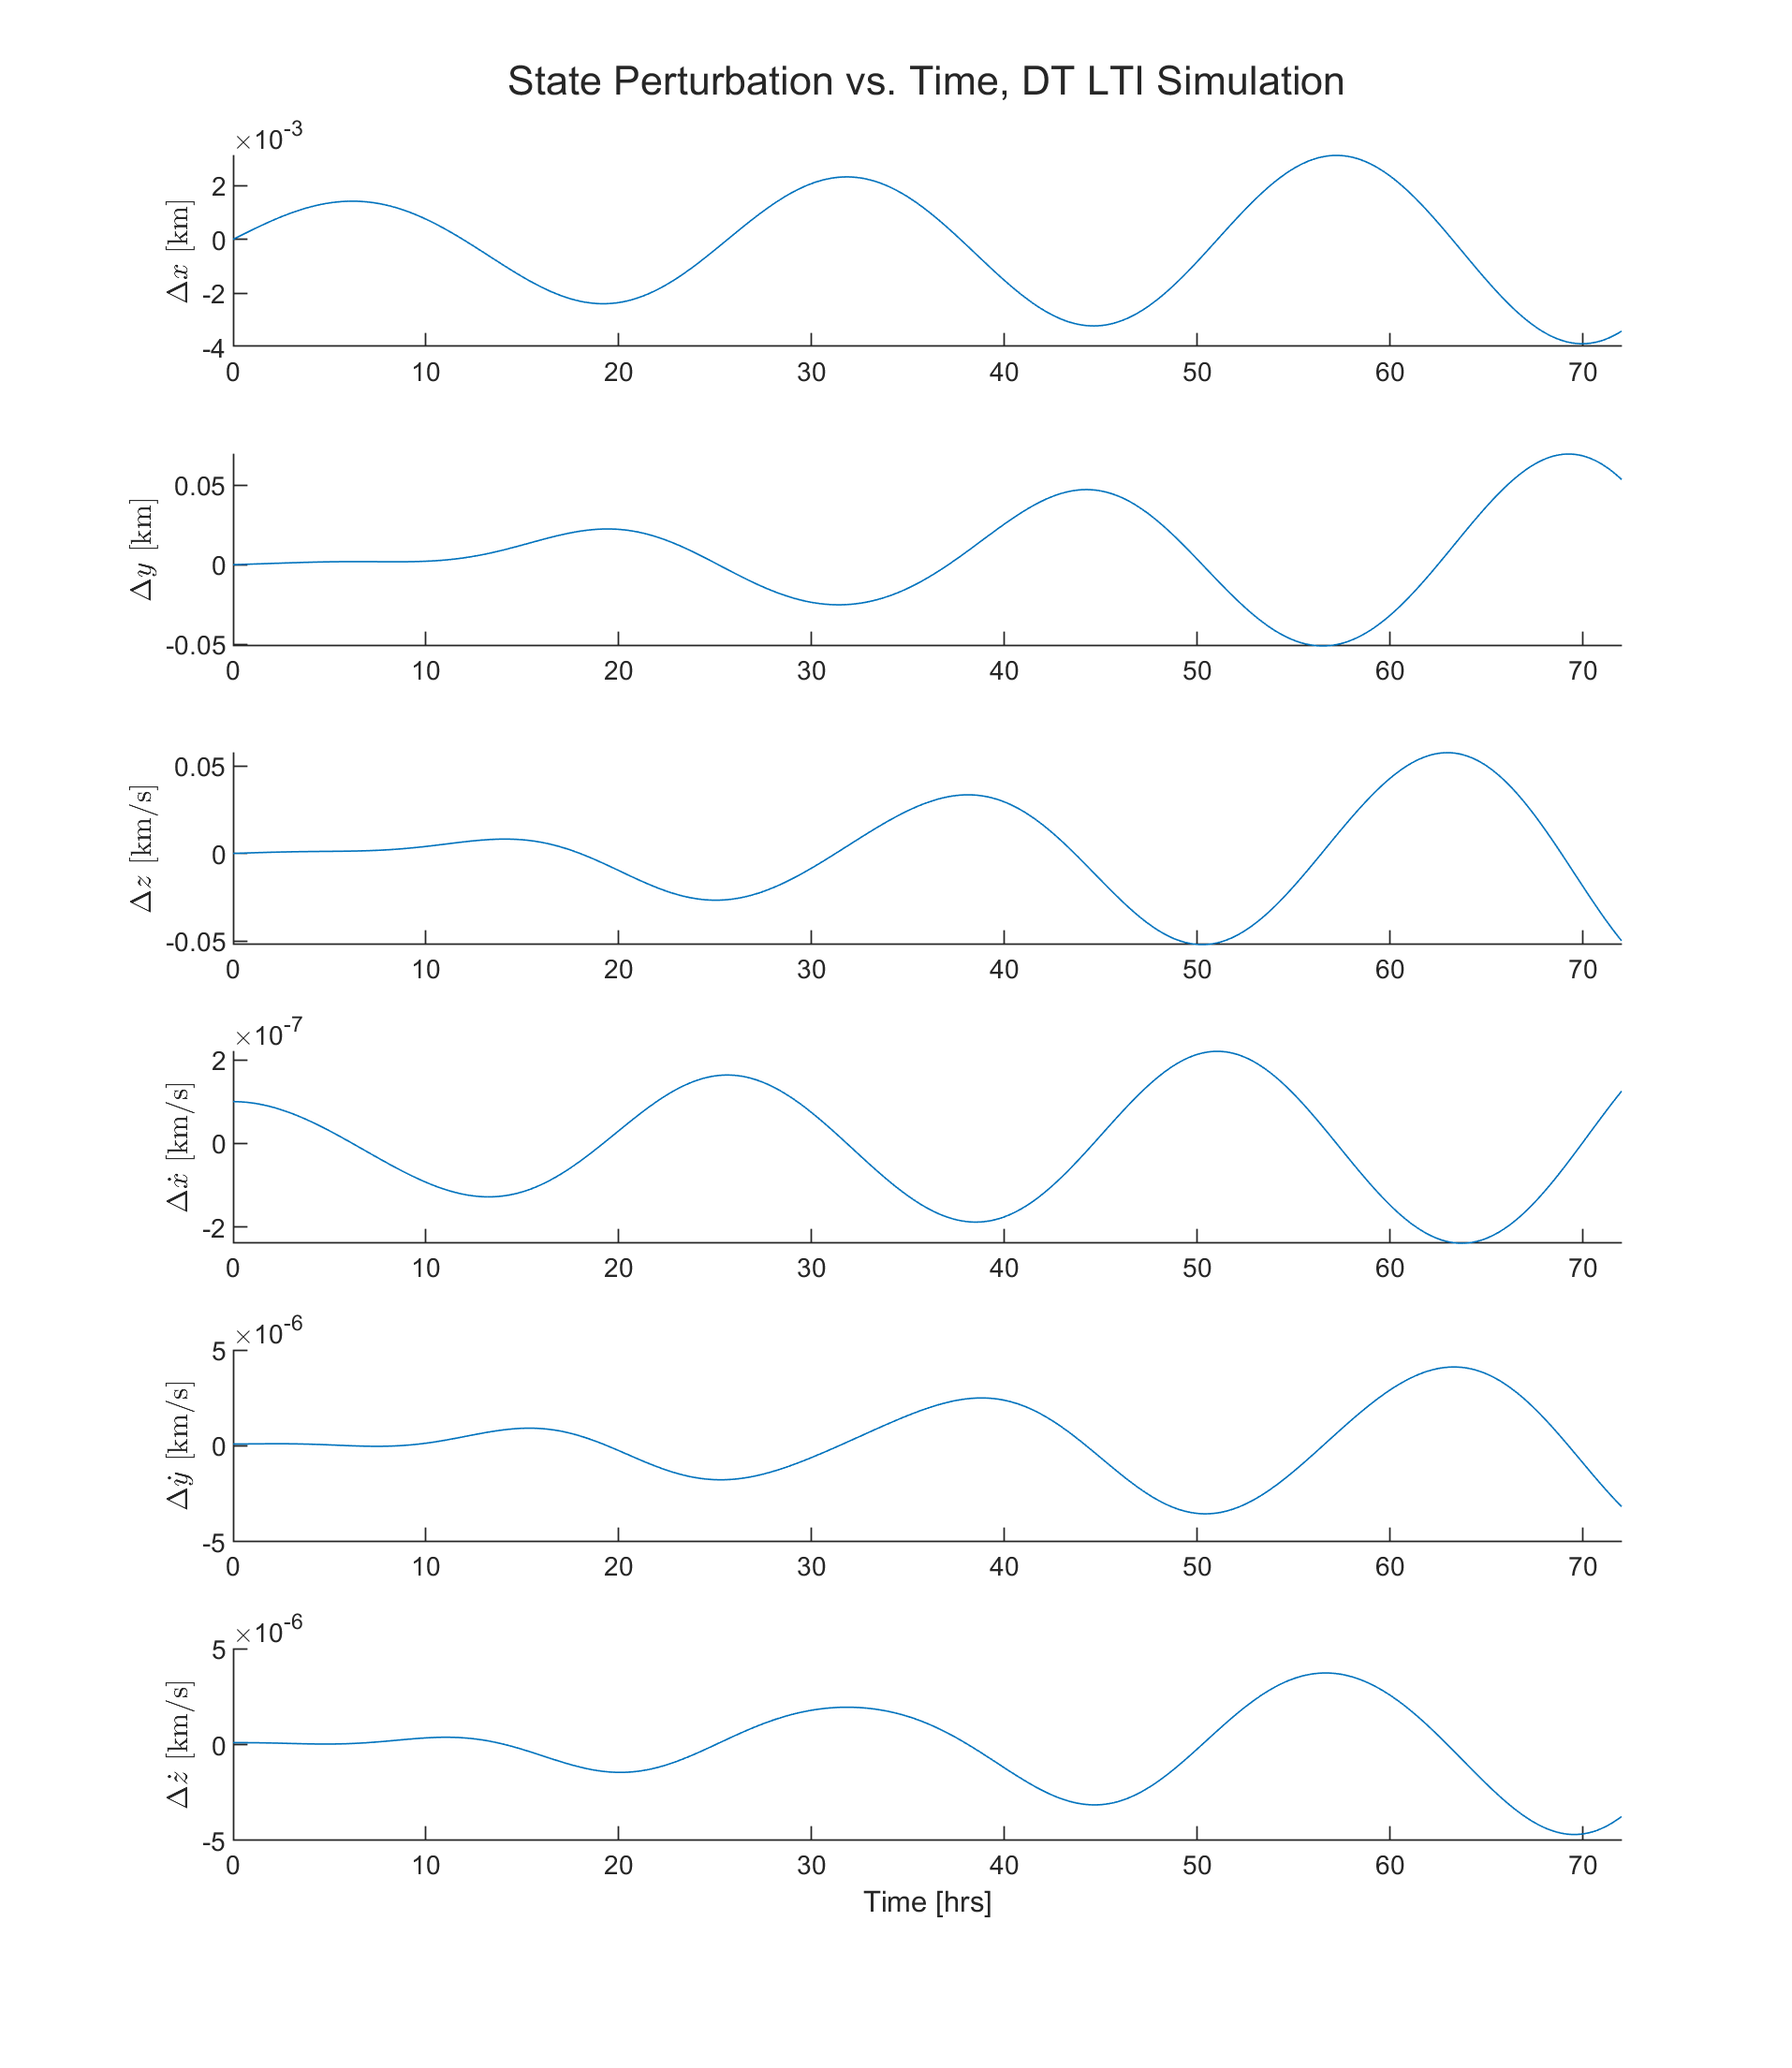 State Perturbation vs. Time, DT LTI Simulation
×10⁻³
2
0
-2
-4
Δx [km]
0 10 20 30 40 50 60 70
0.05
0
-0.05
Δy [km]
0 10 20 30 40 50 60 70
0.05
0
-0.05
Δz [km/s]
0 10 20 30 40 50 60 70
×10⁻⁷
2
0
-2
Δẋ [km/s]
0 10 20 30 40 50 60 70
×10⁻⁶
5
0
-5
Δẏ [km/s]
0 10 20 30 40 50 60 70
×10⁻⁶
5
0
-5
Δż [km/s]
0 10 20 30 40 50 60 70
Time [hrs]